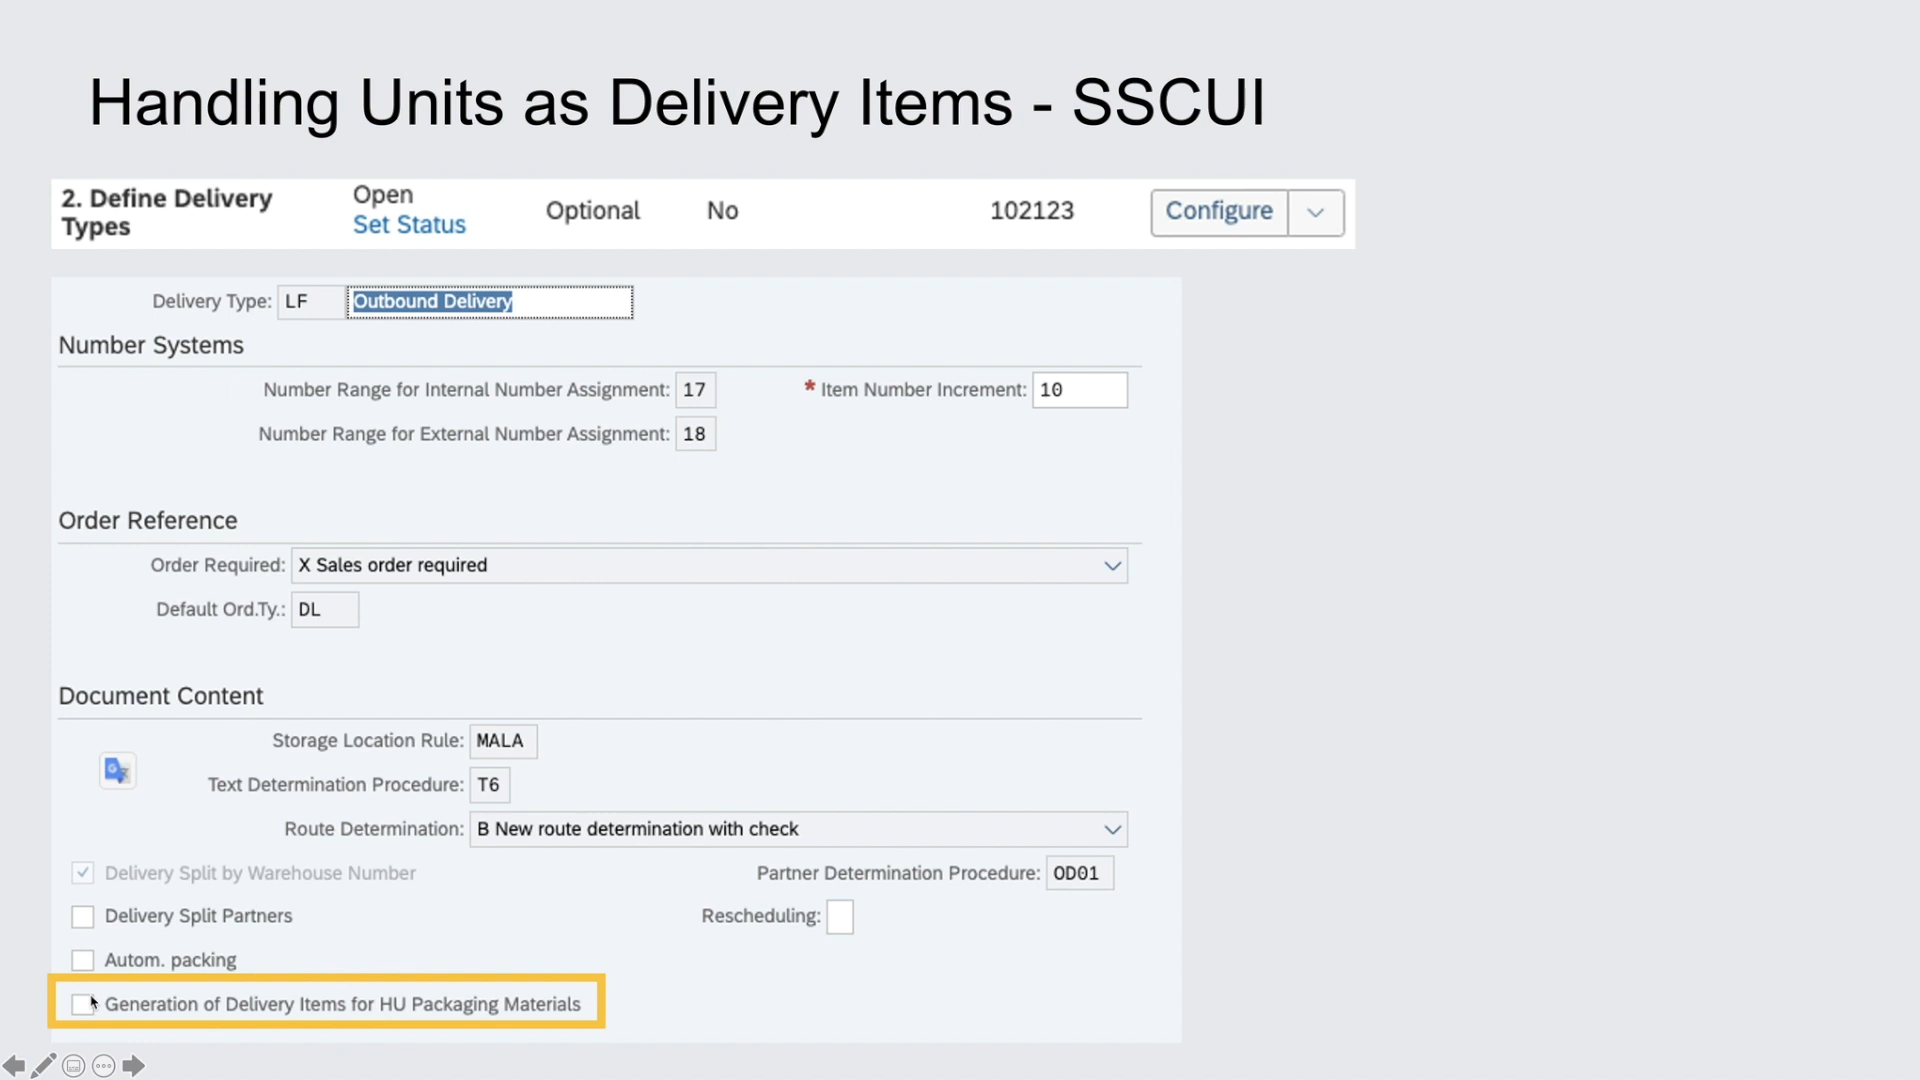 Handling Units as Delivery Items - SSCUI
2. Define Delivery Types
Open
Set Status
Optional
No
102123
Configure
Delivery Type: LF Outbound Delivery
Number Systems
Number Range for Internal Number Assignment: 17
* Item Number Increment: 10
Number Range for External Number Assignment: 18
Order Reference
Order Required: X Sales order required
Default Ord.Ty.: DL
Document Content
Storage Location Rule: MALA
Text Determination Procedure: T6
Route Determination: B New route determination with check
Delivery Split by Warehouse Number
Partner Determination Procedure: OD01
Delivery Split Partners
Rescheduling:
Autom. packing
Generation of Delivery Items for HU Packaging Materials